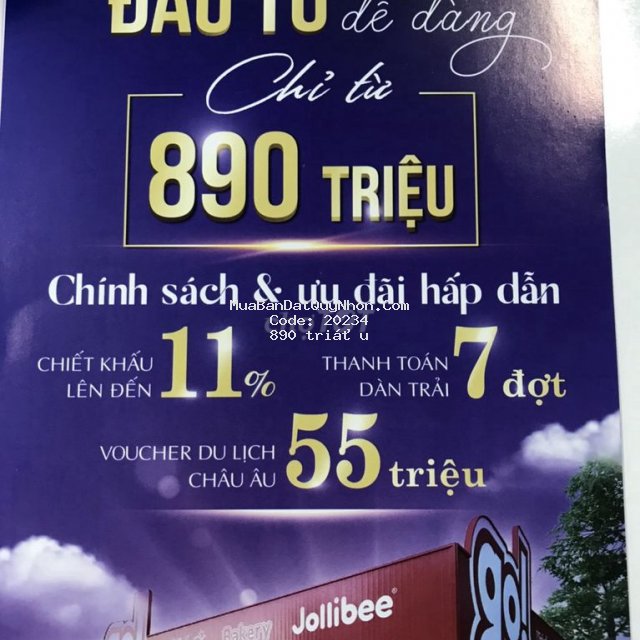 ĐẦU TƯ dễ dàng
Chỉ từ
890 TRIỆU
Chính sách & ưu đãi hấp dẫn
MuaBanDatQuyNhon.Com
Code: 20234
890 triát u
CHIẾT KHẤU LÊN ĐẾN 11%
THANH TOÁN DÀN TRẢI 7 đợt
VOUCHER DU LỊCH CHÂU ÂU 55 triệu
Bakery
Jollibee®
go!